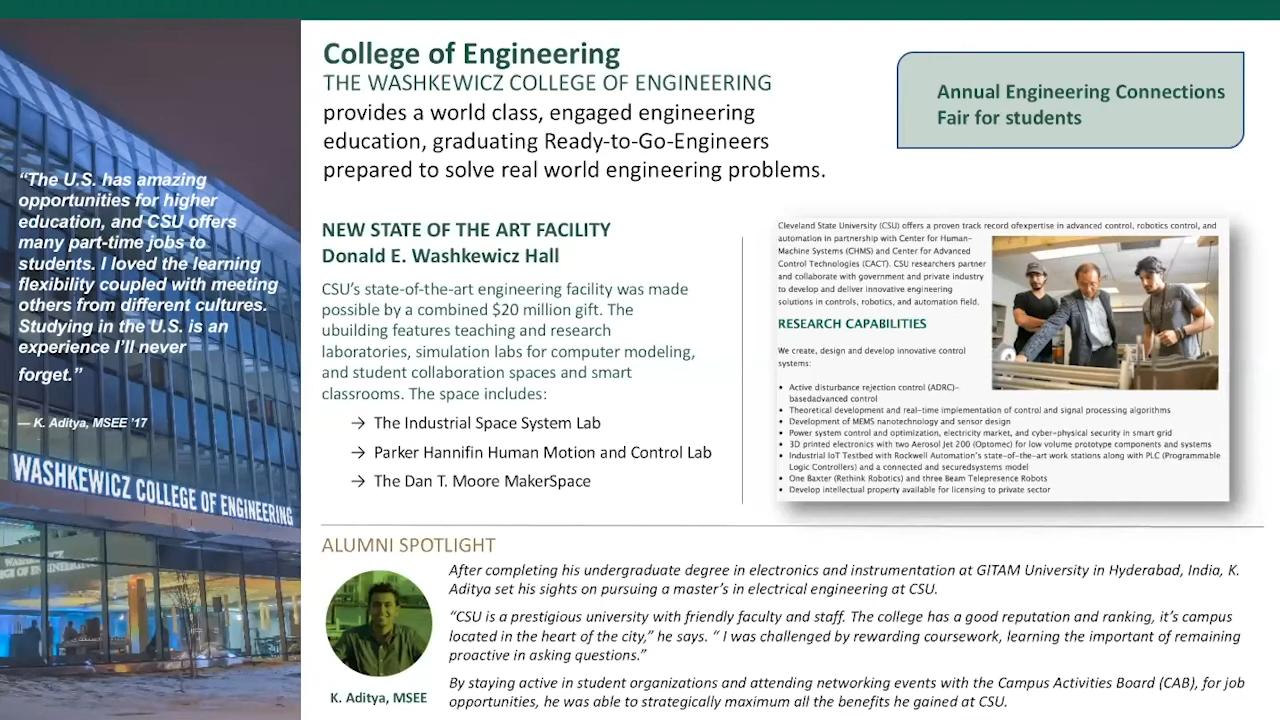 College of Engineering
THE WASHKEWICZ COLLEGE OF ENGINEERING
provides a world class, engaged engineering
education, graduating Ready-to-Go-Engineers
prepared to solve real world engineering problems.
Annual Engineering Connections
Fair for students
“The U.S. has amazing
opportunities for higher
education, and CSU offers
many part-time jobs to
students. I loved the learning
flexibility coupled with meeting
others from different cultures.
Studying in the U.S. is an
experience I’ll never
forget.”
— K. Aditya, MSEE ’17
WASHKEWICZ COLLEGE OF ENGINEERING
NEW STATE OF THE ART FACILITY
Donald E. Washkewicz Hall
CSU’s state-of-the-art engineering facility was made
possible by a combined $20 million gift. The
ubuilding features teaching and research
laboratories, simulation labs for computer modeling,
and student collaboration spaces and smart
classrooms. The space includes:
→ The Industrial Space System Lab
→ Parker Hannifin Human Motion and Control Lab
→ The Dan T. Moore MakerSpace
Cleveland State University (CSU) offers a proven track record ofexpertise in advanced control, robotics control, and
automation in partnership with Center for Human-
Machine Systems (CHMS) and Center for Advanced
Control Technologies (CACT). CSU researchers partner
and collaborate with government and private industry
to develop and deliver innovative engineering
solutions in controls, robotics, and automation field.
RESEARCH CAPABILITIES
We create, design and develop innovative control
systems:
• Active disturbance rejection control (ADRC)-
basedadvanced control
• Theoretical development and real-time implementation of control and signal processing algorithms
• Development of MEMS nanotechnology and sensor design
• Power system control and optimization, electricity market, and cyber-physical security in smart grid
• 3D printed electronics with two Aerosol Jet 200 (Optomec) for low volume prototype components and systems
• Industrial IoT Testbed with Rockwell Automation’s state-of-the-art work stations along with PLC (Programable
Logic Controllers) and a connected and securedsystems model
• One Baxter (Rethink Robotics) and three Beam Telepresence Robots
• Develop intellectual property available for licensing to private sector
ALUMNI SPOTLIGHT
K. Aditya, MSEE
After completing his undergraduate degree in electronics and instrumentation at GITAM University in Hyderabad, India, K.
Aditya set his sights on pursuing a master’s in electrical engineering at CSU.
“CSU is a prestigious university with friendly faculty and staff. The college has a good reputation and ranking, it’s campus
located in the heart of the city,” he says. “ I was challenged by rewarding coursework, learning the important of remaining
proactive in asking questions.”
By staying active in student organizations and attending networking events with the Campus Activities Board (CAB), for job
opportunities, he was able to strategically maximum all the benefits he gained at CSU.